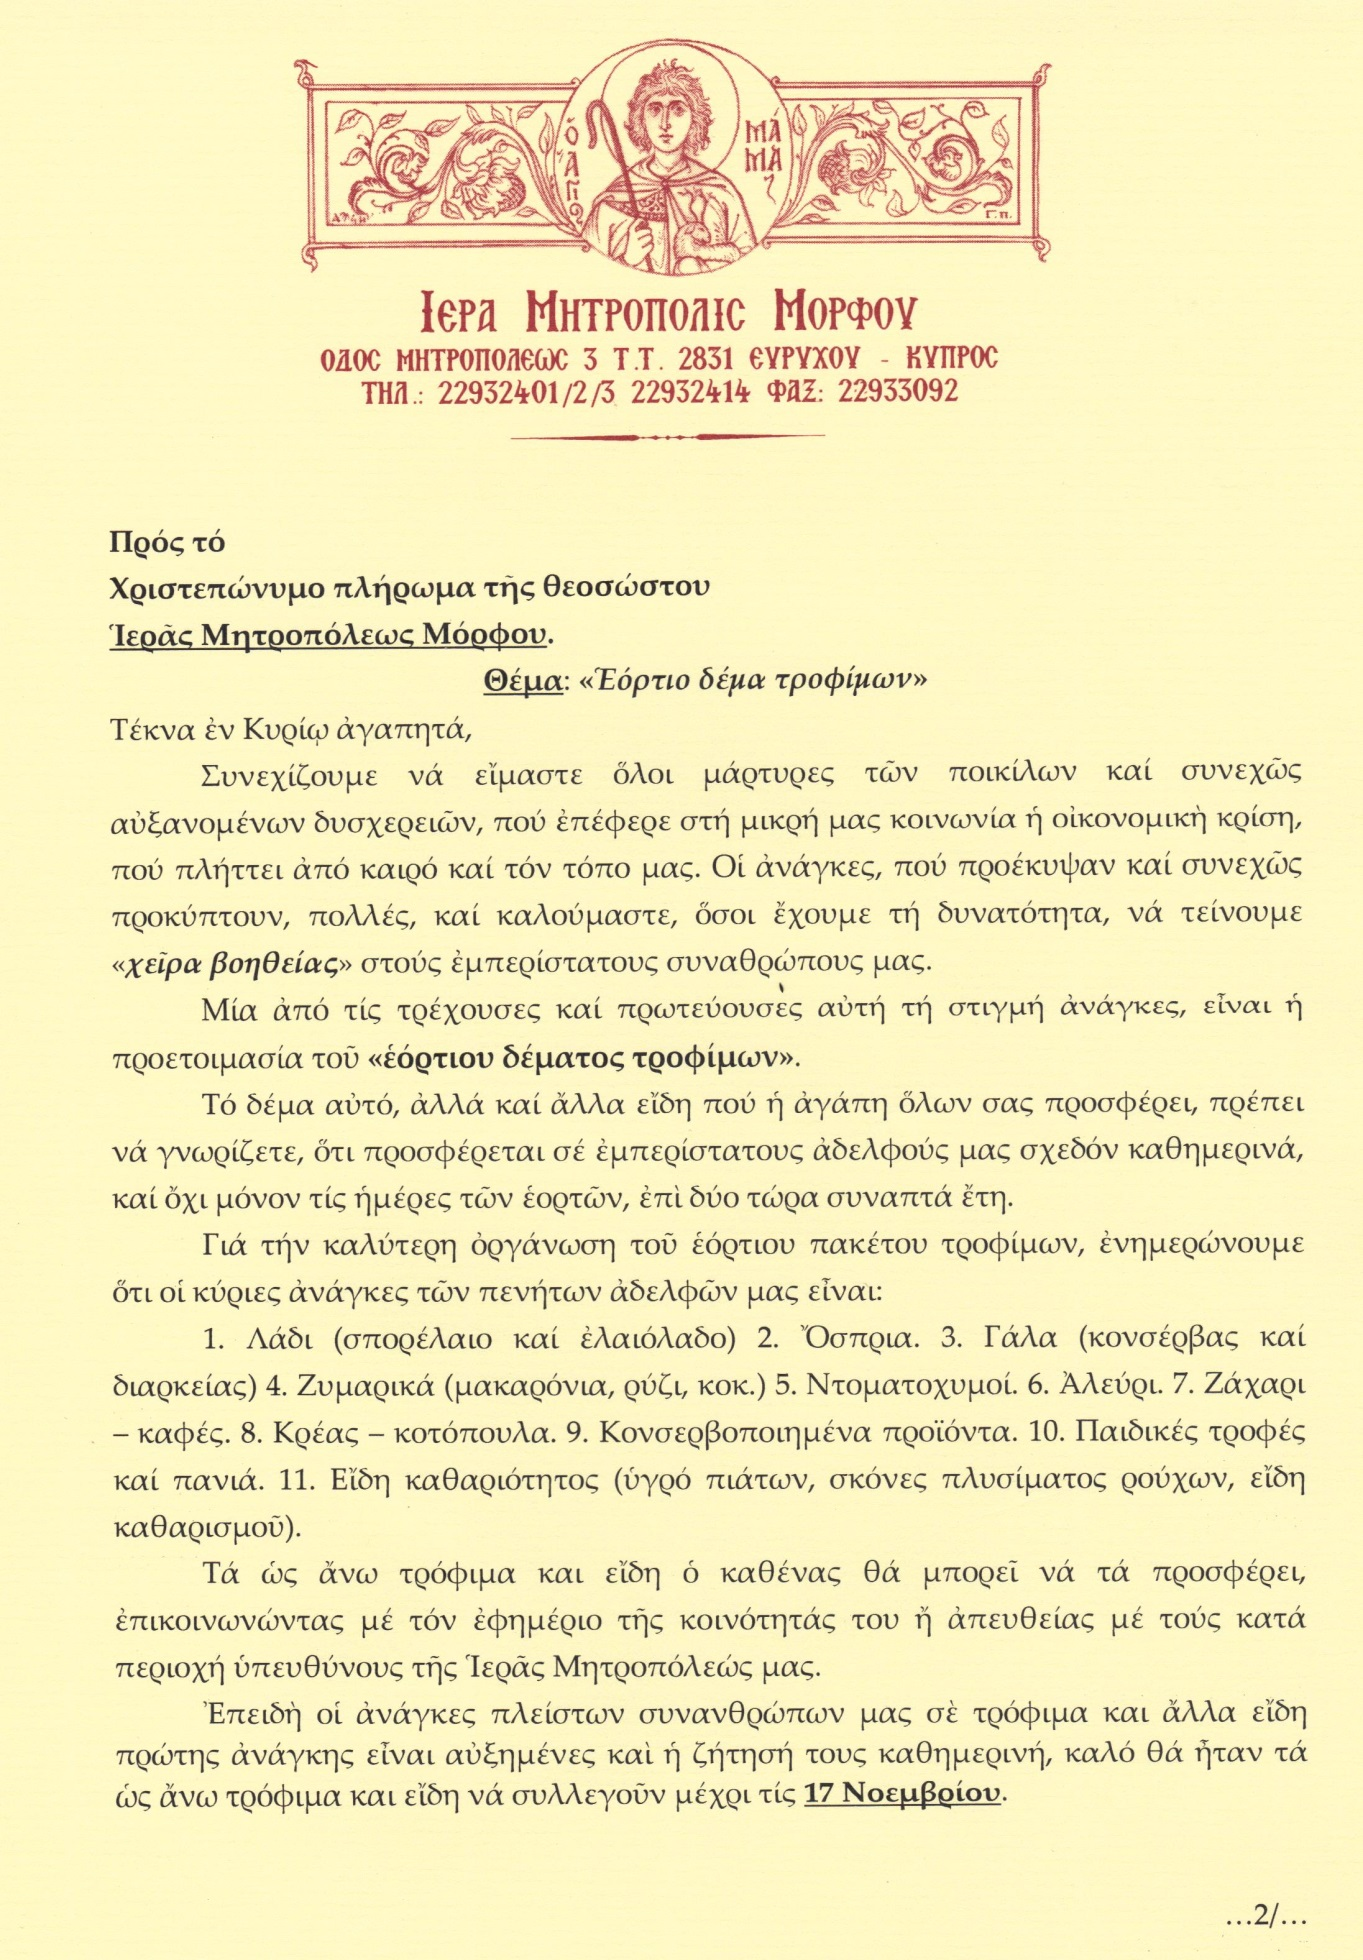 Ὁ ἍΓΙΟϹ ΜΆΜΑϹ
Γ.Π.
ΙΕΡΑ ΜΗΤΡΟΠΟΛΙϹ ΜΟΡΦΟΥ
ΟΔΟϹ ΜΗΤΡΟΠΟΛΕΩϹ 3 Τ.Τ. 2831 ΕΥΡΥΧΟΥ - ΚΥΠΡΟϹ
ΤΗΛ.: 22932401/2/3 22932414 ΦΑΞ: 22933092
Πρός τό
Χριστεπώνυμο πλήρωμα τῆς θεοσώστου
Ἱερᾶς Μητροπόλεως Μόρφου.
Θέμα: «Ἑόρτιο δέμα τροφίμων»
Τέκνα ἐν Κυρίῳ ἀγαπητά,
Συνεχίζουμε νά εἴμαστε ὅλοι μάρτυρες τῶν ποικίλων καί συνεχῶς
αὐξανομένων δυσχερειῶν, πού ἐπέφερε στή μικρή μας κοινωνία ἡ οἰκονομικὴ κρίση,
πού πλήττει ἀπό καιρό καί τόν τόπο μας. Οἱ ἀνάγκες, πού προέκυψαν καί συνεχῶς
προκύπτουν, πολλές, καί καλούμαστε, ὅσοι ἔχουμε τή δυνατότητα, νά τείνουμε
«χεῖρα βοηθείας» στούς ἐμπερίστατους συναθρώπους μας.
Μία ἀπό τίς τρέχουσες καί πρωτεύουσες αὐτή τή στιγμή ἀνάγκες, εἶναι ἡ
προετοιμασία τοῦ «ἑόρτιου δέματος τροφίμων».
Τό δέμα αὐτό, ἀλλά καί ἄλλα εἴδη πού ἡ ἀγάπη ὅλων σας προσφέρει, πρέπει
νά γνωρίζετε, ὅτι προσφέρεται σέ ἐμπερίστατους ἀδελφούς μας σχεδόν καθημερινά,
καί ὄχι μόνον τίς ἡμέρες τῶν ἑορτῶν, ἐπὶ δύο τώρα συναπτά ἔτη.
Γιά τήν καλύτερη ὀργάνωση τοῦ ἑόρτιου πακέτου τροφίμων, ἐνημερώνουμε
ὅτι οἱ κύριες ἀνάγκες τῶν πενήτων ἀδελφῶν μας εἶναι:
1. Λάδι (σπορέλαιο καί ἐλαιόλαδο) 2. Ὄσπρια. 3. Γάλα (κονσέρβας καί
διαρκείας) 4. Ζυμαρικά (μακαρόνια, ρύζι, κοκ.) 5. Ντοματοχυμοί. 6. Ἀλεύρι. 7. Ζάχαρι
– καφές. 8. Κρέας – κοτόπουλα. 9. Κονσερβοποιημένα προϊόντα. 10. Παιδικές τροφές
καί πανιά. 11. Εἴδη καθαριότητος (ὑγρό πιάτων, σκόνες πλυσίματος ρούχων, εἴδη
καθαρισμοῦ).
Τά ὡς ἄνω τρόφιμα και εἴδη ὁ καθένας θά μπορεῖ νά τά προσφέρει,
ἐπικοινωνώντας μέ τόν ἐφημέριο τῆς κοινότητάς του ἤ ἀπευθείας μέ τούς κατά
περιοχή ὑπευθύνους τῆς Ἱερᾶς Μητροπόλεώς μας.
Ἐπειδὴ οἱ ἀνάγκες πλείστων συνανθρώπων μας σὲ τρόφιμα και ἄλλα εἴδη
πρώτης ἀνάγκης εἶναι αὐξημένες καὶ ἡ ζήτησή τους καθημερινή, καλό θά ἦταν τά
ὡς ἄνω τρόφιμα και εἴδη νά συλλεγοῦν μέχρι τίς 17 Νοεμβρίου.
...2/...